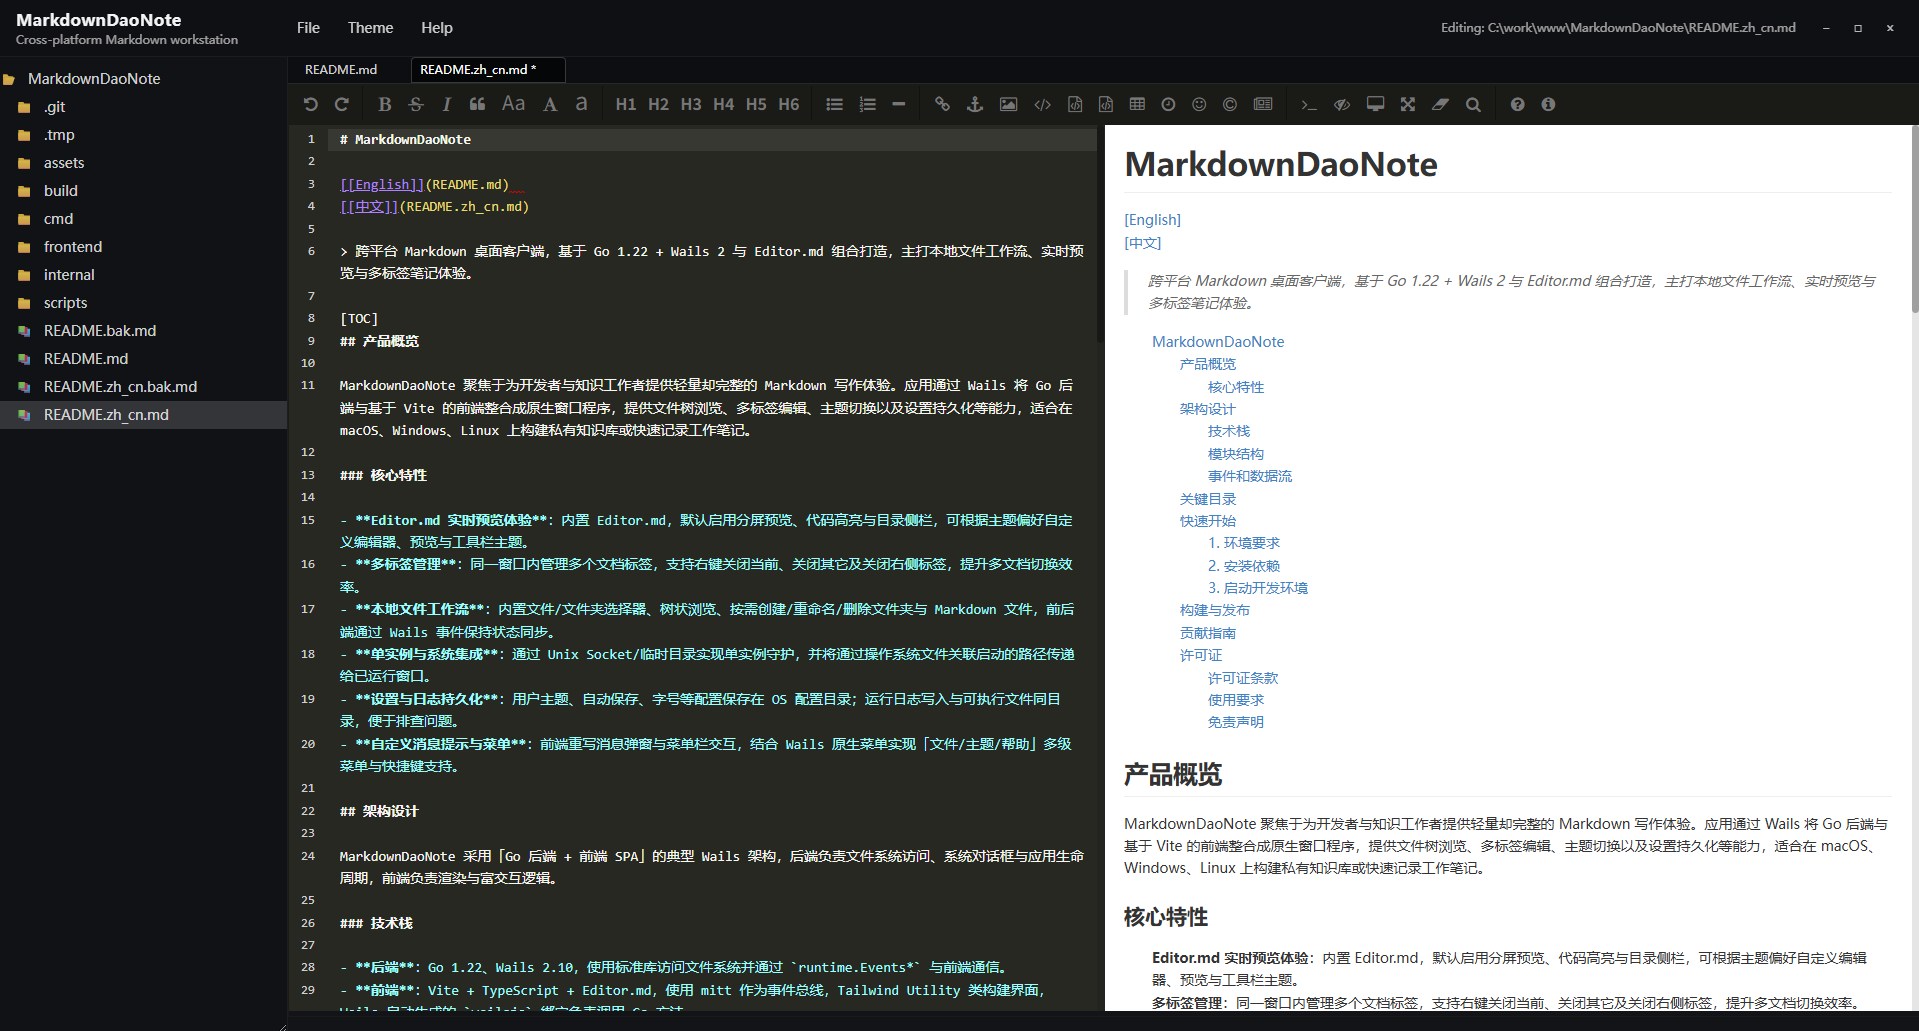 MarkdownDaoNote
Cross-platform Markdown workstation
File Theme Help
Editing: C:\work\www\MarkdownDaoNote\README.zh_cn.md
MarkdownDaoNote
.git
.tmp
assets
build
cmd
frontend
internal
scripts
README.bak.md
README.md
README.zh_cn.bak.md
README.zh_cn.md
README.md README.zh_cn.md *
B S I Aa A a H1 H2 H3 H4 H5 H6
1 # MarkdownDaoNote
2
3 [[English]](README.md)
4 [[中文]](README.zh_cn.md)
5
6 > 跨平台 Markdown 桌面客户端，基于 Go 1.22 + Wails 2 与 Editor.md 组合打造，主打本地文件工作流、实时预
览与多标签笔记体验。
7
8 [TOC]
9 ## 产品概览
10
11 MarkdownDaoNote 聚焦于为开发者与知识工作者提供轻量却完整的 Markdown 写作体验。应用通过 Wails 将 Go 后
端与基于 Vite 的前端整合成原生窗口程序，提供文件树浏览、多标签编辑、主题切换以及设置持久化等能力，适合在
macOS、Windows、Linux 上构建私有知识库或快速记录工作笔记。
12
13 ### 核心特性
14
15 - **Editor.md 实时预览体验**：内置 Editor.md，默认启用分屏预览、代码高亮与目录侧栏，可根据主题偏好自定
义编辑器、预览与工具栏主题。
16 - **多标签管理**：同一窗口内管理多个文档标签，支持右键关闭当前、关闭其它及关闭右侧标签，提升多文档切换效
率。
17 - **本地文件工作流**：内置文件/文件夹选择器、树状浏览、按需创建/重命名/删除文件夹与 Markdown 文件，前后
端通过 Wails 事件保持状态同步。
18 - **单实例与系统集成**：通过 Unix Socket/临时目录实现单实例守护，并将通过操作系统文件关联启动的路径传递
给已运行窗口。
19 - **设置与日志持久化**：用户主题、自动保存、字号等配置保存在 OS 配置目录；运行日志写入与可执行文件同目
录，便于排查问题。
20 - **自定义消息提示与菜单**：前端重写消息弹窗与菜单栏交互，结合 Wails 原生菜单实现「文件/主题/帮助」多级
菜单与快捷键支持。
21
22 ## 架构设计
23
24 MarkdownDaoNote 采用「Go 后端 + 前端 SPA」的典型 Wails 架构，后端负责文件系统访问、系统对话框与应用生命
周期，前端负责渲染与富交互逻辑。
25
26 ### 技术栈
27
28 - **后端**：Go 1.22、Wails 2.10，使用标准库访问文件系统并通过 `runtime.Events*` 与前端通信。
29 - **前端**：Vite + TypeScript + Editor.md，使用 mitt 作为事件总线，Tailwind Utility 类构建界面，
MarkdownDaoNote
[English]
[中文]
跨平台 Markdown 桌面客户端，基于 Go 1.22 + Wails 2 与 Editor.md 组合打造，主打本地文件工作流、实时预览与
多标签笔记体验。
MarkdownDaoNote
产品概览
核心特性
架构设计
技术栈
模块结构
事件和数据流
关键目录
快速开始
1. 环境要求
2. 安装依赖
3. 启动开发环境
构建与发布
贡献指南
许可证
许可证条款
使用要求
免责声明
产品概览
MarkdownDaoNote 聚焦于为开发者与知识工作者提供轻量却完整的 Markdown 写作体验。应用通过 Wails 将 Go 后端与
基于 Vite 的前端整合成原生窗口程序，提供文件树浏览、多标签编辑、主题切换以及设置持久化等能力，适合在 macOS、
Windows、Linux 上构建私有知识库或快速记录工作笔记。
核心特性
Editor.md 实时预览体验：内置 Editor.md，默认启用分屏预览、代码高亮与目录侧栏，可根据主题偏好自定义编辑
器、预览与工具栏主题。
多标签管理：同一窗口内管理多个文档标签，支持右键关闭当前、关闭其它及关闭右侧标签，提升多文档切换效率。